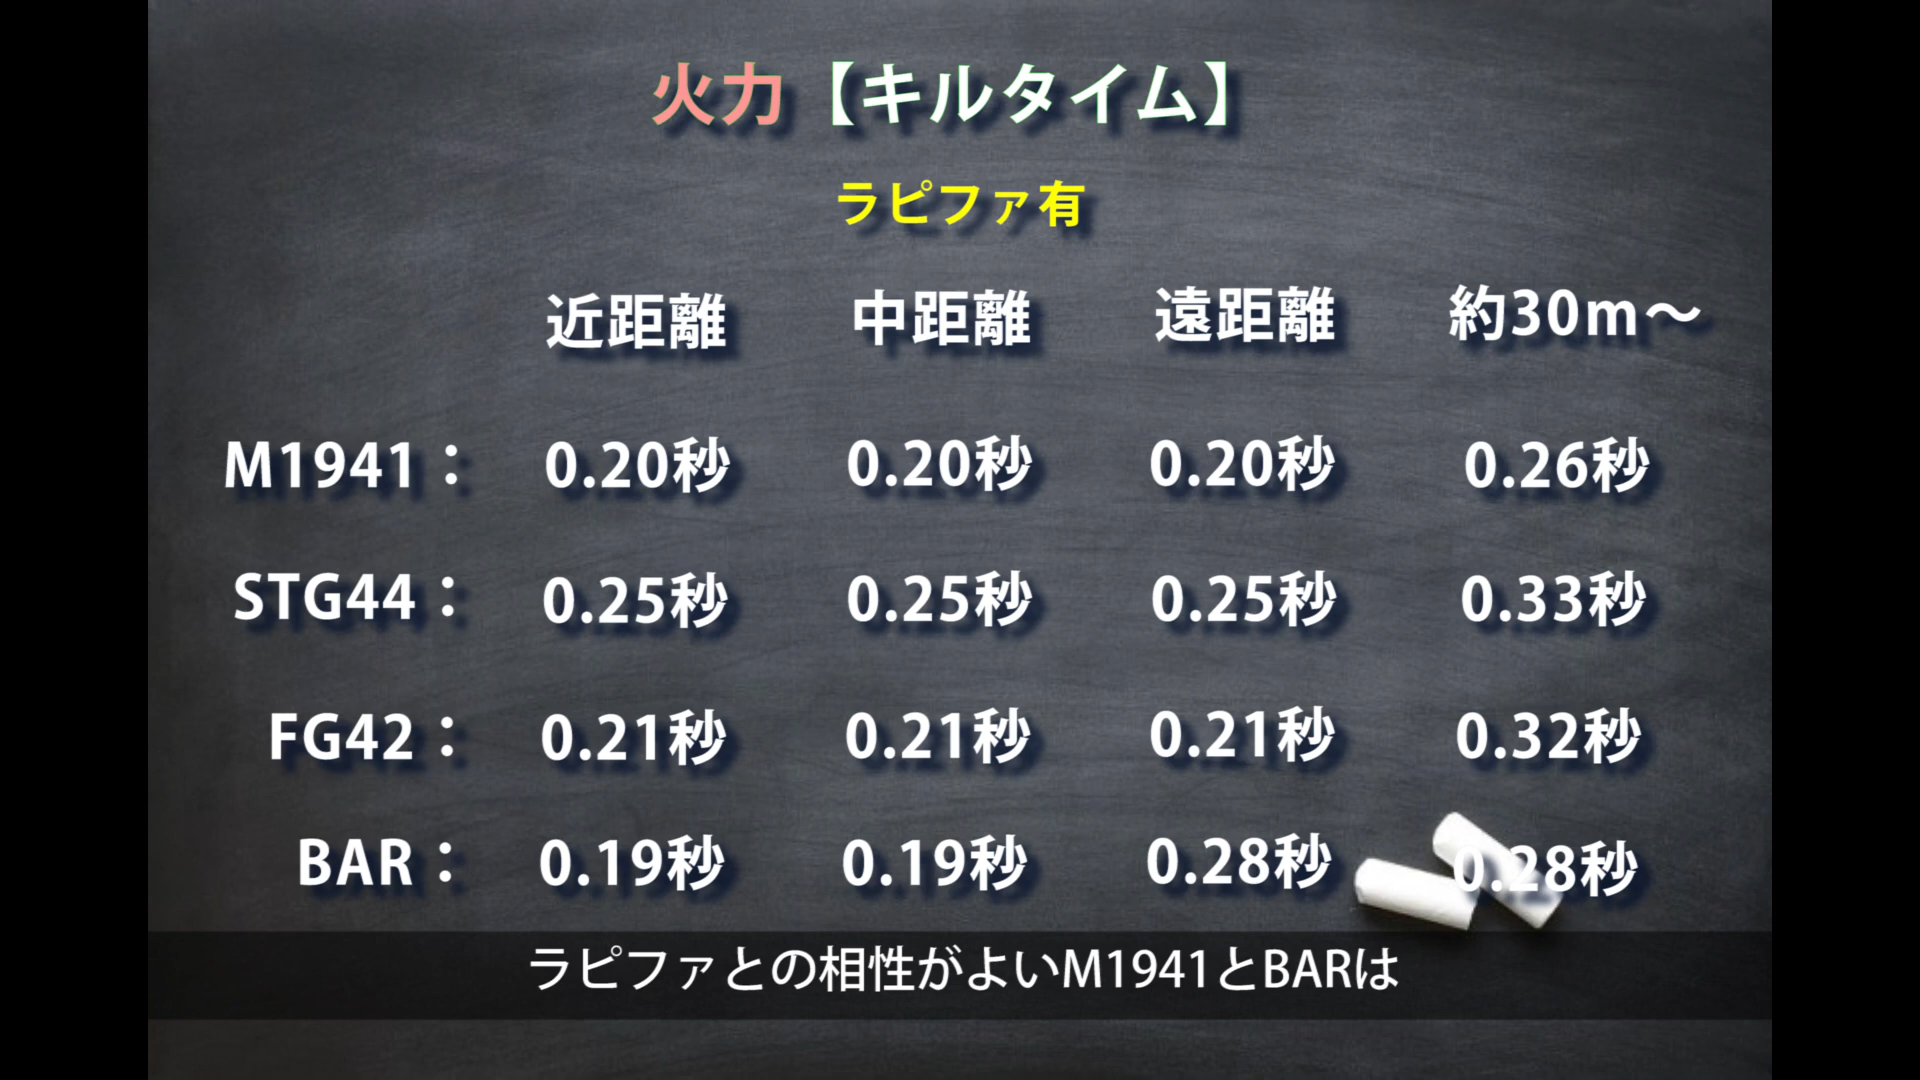 火力【キルタイム】
ラピファ有
近距離 中距離 遠距離 約30m～
M1941： 0.20秒 0.20秒 0.20秒 0.26秒
STG44： 0.25秒 0.25秒 0.25秒 0.33秒
FG42： 0.21秒 0.21秒 0.21秒 0.32秒
BAR： 0.19秒 0.19秒 0.28秒 0.28秒
ラピファとの相性がよいM1941とBARは